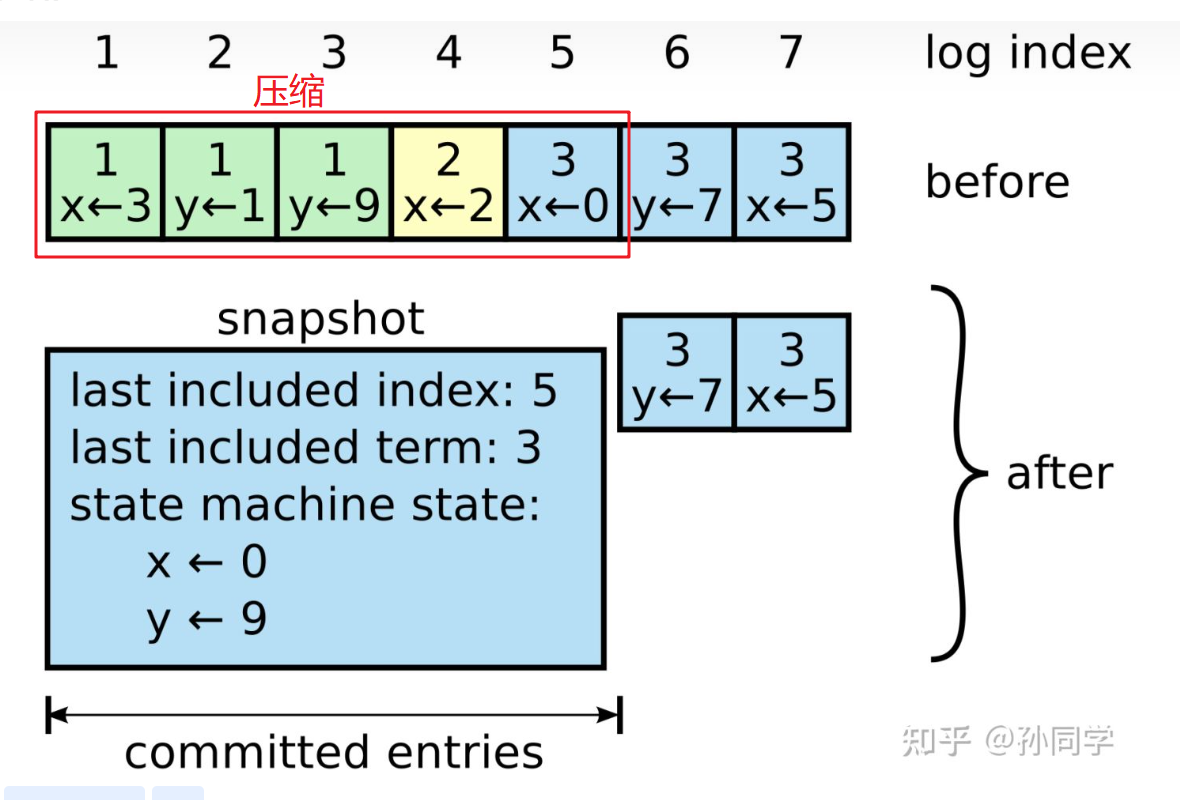 1 2 3 4 5 6 7 log index
压缩
1 1 1 2 3 3 3
x←3 y←1 y←9 x←2 x←0 y←7 x←5
before
snapshot
3 3
y←7 x←5
last included index: 5
last included term: 3
state machine state:
x ← 0
y ← 9
after
committed entries
知乎 @孙同学